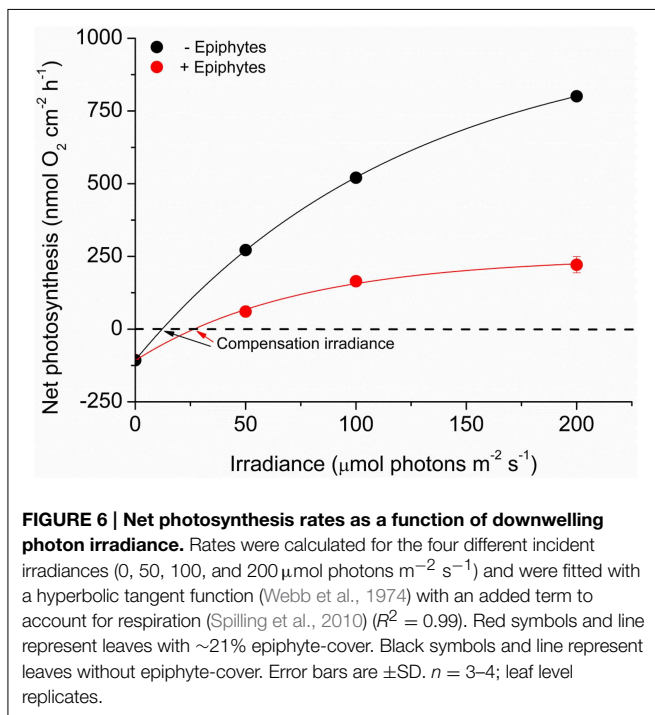 1000
750
500
250
0
-250
Net photosynthesis (nmol O₂ cm⁻² h⁻¹)
- Epiphytes
+ Epiphytes
Compensation irradiance
0 50 100 150 200
Irradiance (μmol photons m⁻² s⁻¹)
FIGURE 6 | Net photosynthesis rates as a function of downwelling
photon irradiance. Rates were calculated for the four different incident
irradiances (0, 50, 100, and 200 μmol photons m⁻² s⁻¹) and were fitted with
a hyperbolic tangent function (Webb et al., 1974) with an added term to
account for respiration (Spilling et al., 2010) (R² = 0.99). Red symbols and line
represent leaves with ~21% epiphyte-cover. Black symbols and line represent
leaves without epiphyte-cover. Error bars are ±SD. n = 3–4; leaf level
replicates.